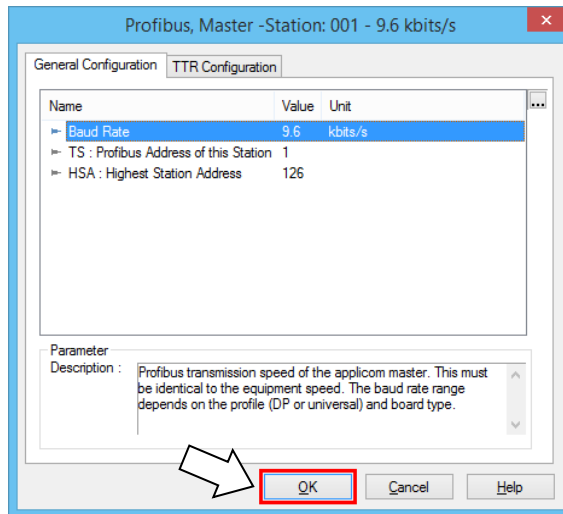 Profibus, Master -Station: 001 - 9.6 kbits/s
General Configuration TTR Configuration
Name Value Unit
Baud Rate 9.6 kbits/s
TS : Profibus Address of this Station 1
HSA : Highest Station Address 126
...
Parameter
Description : Profibus transmission speed of the applicom master. This must
be identical to the equipment speed. The baud rate range
depends on the profile (DP or universal) and board type.
OK Cancel Help